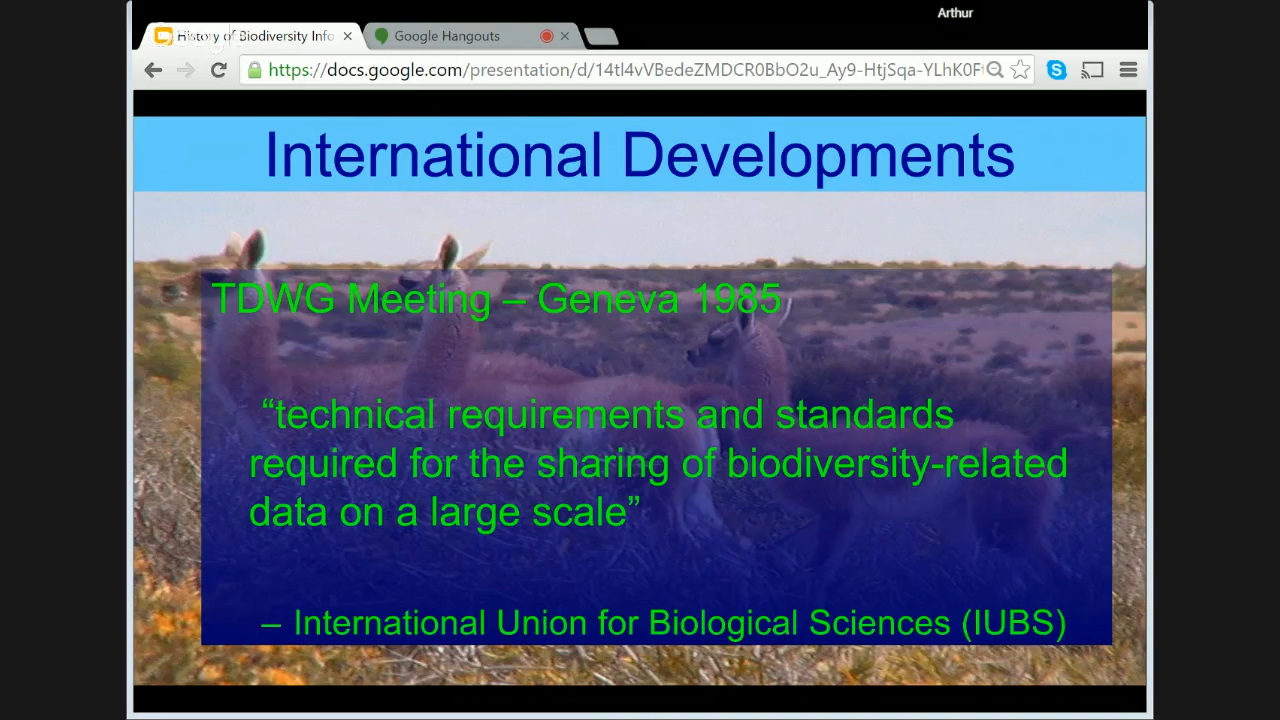 Arthur
History of Biodiversity Info
Google Hangouts
https://docs.google.com/presentation/d/14tl4vVBedeZMDCR0BbO2u_Ay9-HtjSqa-YLhK0F
International Developments
TDWG Meeting – Geneva 1985
“technical requirements and standards
required for the sharing of biodiversity-related
data on a large scale”
– International Union for Biological Sciences (IUBS)